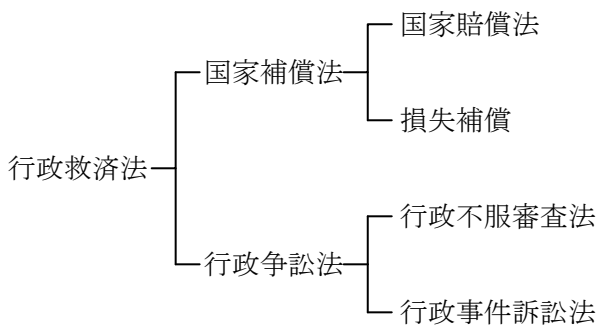 行政救済法
国家補償法
国家賠償法
損失補償
行政争訟法
行政不服審査法
行政事件訴訟法